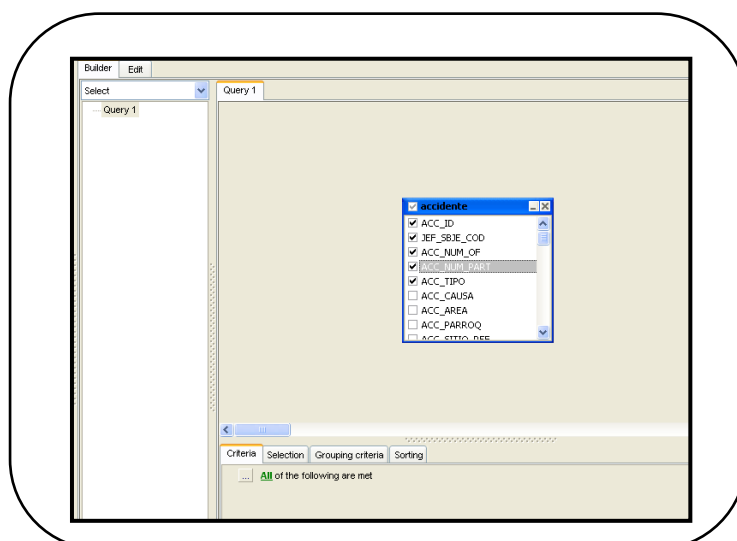 Builder Edit
Select Query 1
Query 1
accidente
ACC_ID
JEF_SBJE_COD
ACC_NUM_OF
ACC_NUM_PART
ACC_TIPO
ACC_CAUSA
ACC_AREA
ACC_PARROQ
ACC_SITIO_REF
Criteria Selection Grouping criteria Sorting
... All of the following are met